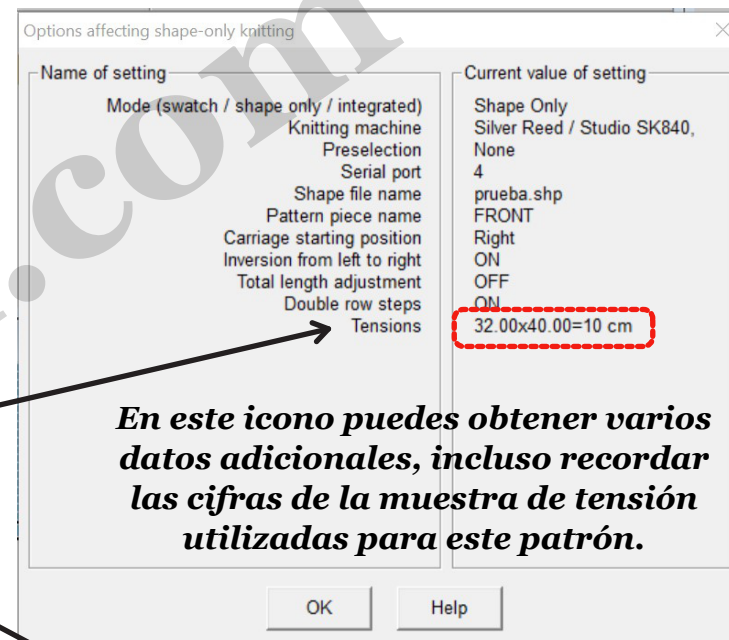 Options affecting shape-only knitting
Name of setting
Current value of setting
Mode (swatch / shape only / integrated) Shape Only
Knitting machine Silver Reed / Studio SK840,
Preselection None
Serial port 4
Shape file name prueba.shp
Pattern piece name FRONT
Carriage starting position Right
Inversion from left to right ON
Total length adjustment OFF
Double row steps ON
Tensions 32.00x40.00=10 cm
En este icono puedes obtener varios
datos adicionales, incluso recordar
las cifras de la muestra de tensión
utilizadas para este patrón.
OK Help
.com